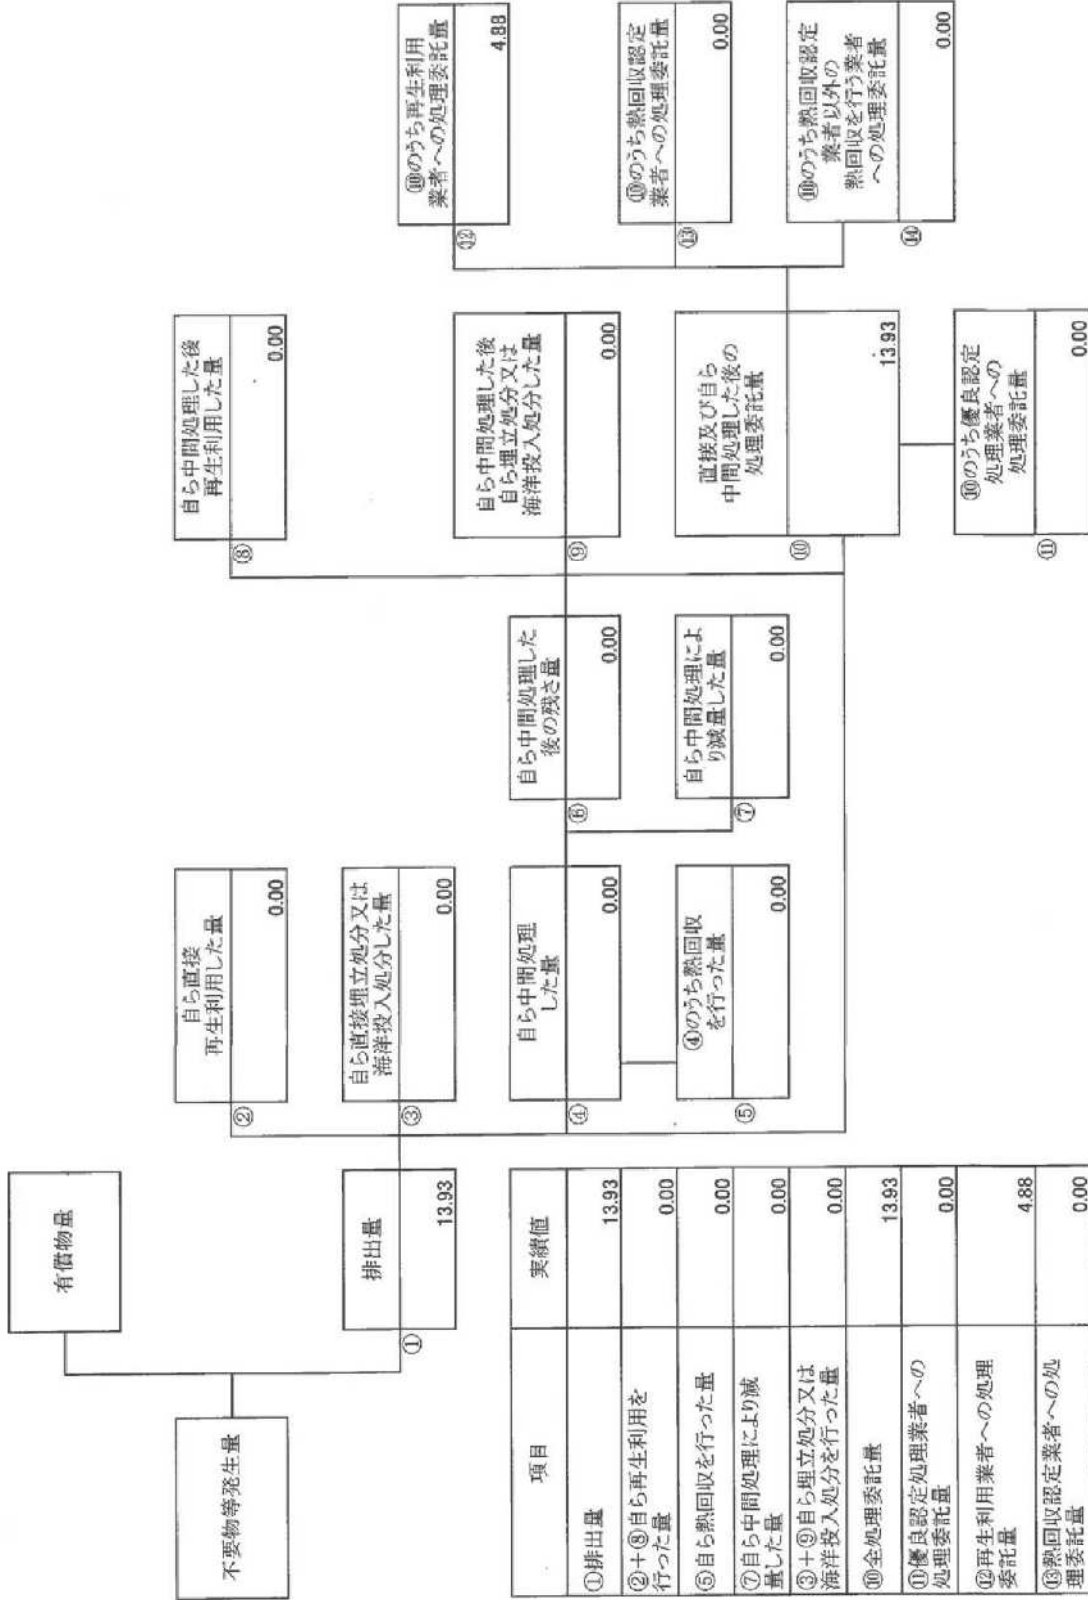 不要物等発生量
有償物量
①
排出量
13.93
②
自ら直接
再生利用した量
0.00
③
自ら直接埋立処分又は
海洋投入処分した量
0.00
④
自ら中間処理
した量
0.00
⑤
④のうち熱回収
を行った量
0.00
⑥
自ら中間処理した
後の残さ量
0.00
⑦
自ら中間処理によ
り減量した量
0.00
⑧
自ら中間処理した後
再生利用した量
0.00
⑨
自ら中間処理した後
自ら埋立処分又は
海洋投入処分した量
0.00
⑩
直接及び自ら
中間処理した後の
処理委託量
13.93
⑪
⑩のうち優良認定
処理業者への
処理委託量
0.00
⑫
⑩のうち再生利用
業者への処理委託量
4.88
⑬
⑩のうち熱回収認定
業者への処理委託量
0.00
⑭
⑩のうち熱回収認定
業者以外の
熱回収を行う業者
への処理委託量
0.00
項目 実績値
①排出量 13.93
②+⑧自ら再生利用を
行った量 0.00
⑤自ら熱回収を行った量 0.00
⑦自ら中間処理により減
量した量 0.00
③+⑨自ら埋立処分又は
海洋投入処分を行った量 0.00
⑩全処理委託量 13.93
⑪優良認定処理業者への
処理委託量 0.00
⑫再生利用業者への処理
委託量 4.88
⑬熱回収認定業者への処
理委託量 0.00